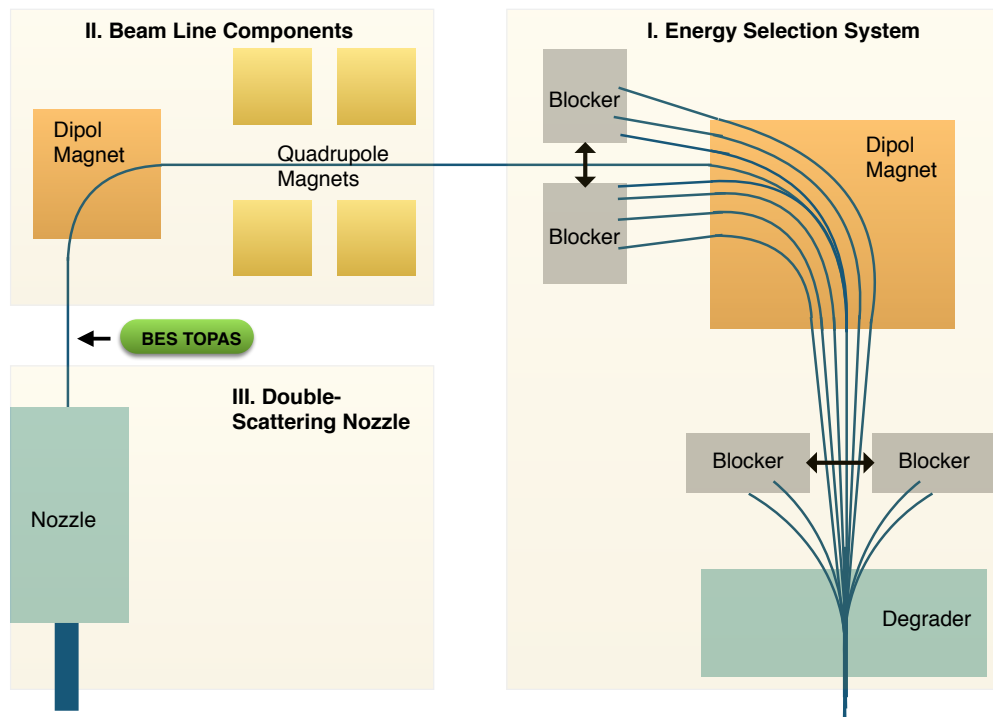 II. Beam Line Components
Dipol
Magnet
Quadrupole
Magnets
BES TOPAS
III. Double-
Scattering Nozzle
Nozzle
I. Energy Selection System
Blocker
Dipol
Magnet
Blocker
Blocker
Blocker
Degrader